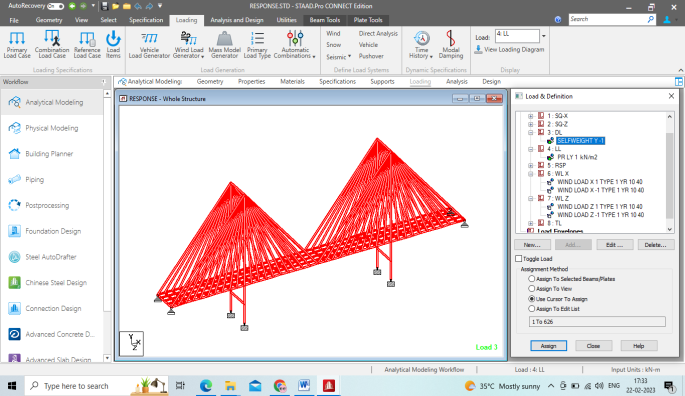 AutoRecovery On RESPONSE.STD - STAAD.Pro CONNECT Edition
File Geometry View Select Specification Loading Analysis and Design Utilities Beam Tools Plate Tools Search
Primary Load Case
Combination Load Case
Reference Load Case
Load Items
Vehicle Load Generator
Wind Load Generator
Mass Model Generator
Primary Load Type
Automatic Combinations
Wind Direct Analysis
Snow Vehicle
Seismic Pushover
Time History
Modal Damping
Load: 4: LL
View Loading Diagram
Loading Specifications Load Generation Define Load Systems Dynamic Specifications Display
Workflow
Analytical Modeling: Geometry Properties Materials Specifications Supports Loading Analysis Design
Analytical Modeling
Physical Modeling
Building Planner
Piping
Postprocessing
Foundation Design
Steel AutoDrafter
Chinese Steel Design
Connection Design
Advanced Concrete D...
Advanced Slab Design
RESPONSE - Whole Structure
Y
X
Z
Load 3
Load & Definition
1 : SQ-X
2 : SQ-Z
3 : DL
SELFWEIGHT Y -1
4 : LL
PR LY 1 kN/m2
5 : RSP
6 : WL X
WIND LOAD X 1 TYPE 1 YR 10 40
WIND LOAD X -1 TYPE 1 YR 10 40
7 : WL Z
WIND LOAD Z 1 TYPE 1 YR 10 40
WIND LOAD Z -1 TYPE 1 YR 10 40
8 : TL
Load Envelopes
New... Add... Edit ... Delete...
Toggle Load
Assignment Method
Assign To Selected Beams/Plates
Assign To View
Use Cursor To Assign
Assign To Edit List
1 To 626
Assign Close Help
Analytical Modeling Workflow Load : 4: LL Input Units : kN-m
Type here to search
35°C Mostly sunny ENG 17:33
22-02-2023